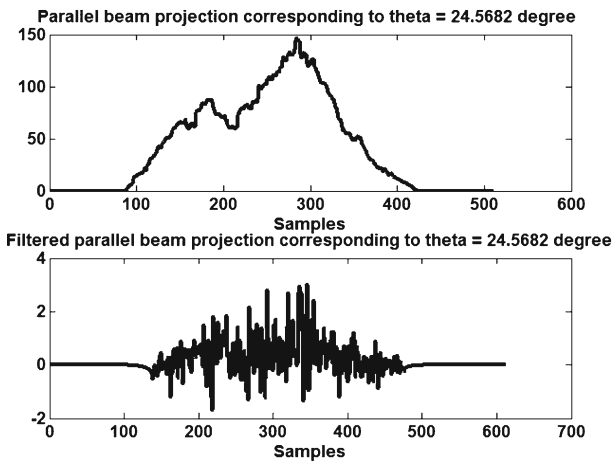 Parallel beam projection corresponding to theta = 24.5682 degree
150
100
50
0
0 100 200 300 400 500 600
Samples
Filtered parallel beam projection corresponding to theta = 24.5682 degree
4
2
0
-2
0 100 200 300 400 500 600 700
Samples